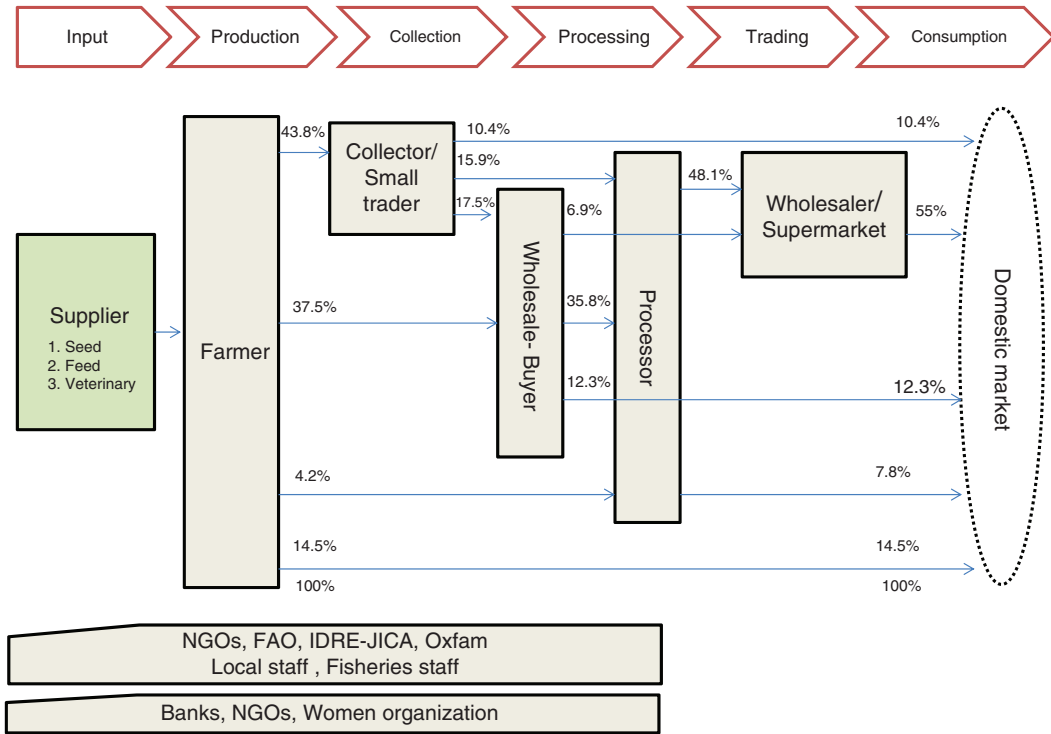 Input
Production
Collection
Processing
Trading
Consumption
43.8%
10.4%
10.4%
Collector/
Small
trader
15.9%
48.1%
17.5%
6.9%
Wholesaler/
Supermarket
55%
Supplier
1. Seed
2. Feed
3. Veterinary
Farmer
37.5%
Wholesale- Buyer
35.8%
Processor
12.3%
12.3%
Domestic market
4.2%
7.8%
14.5%
14.5%
100%
100%
NGOs, FAO, IDRE-JICA, Oxfam
Local staff , Fisheries staff
Banks, NGOs, Women organization